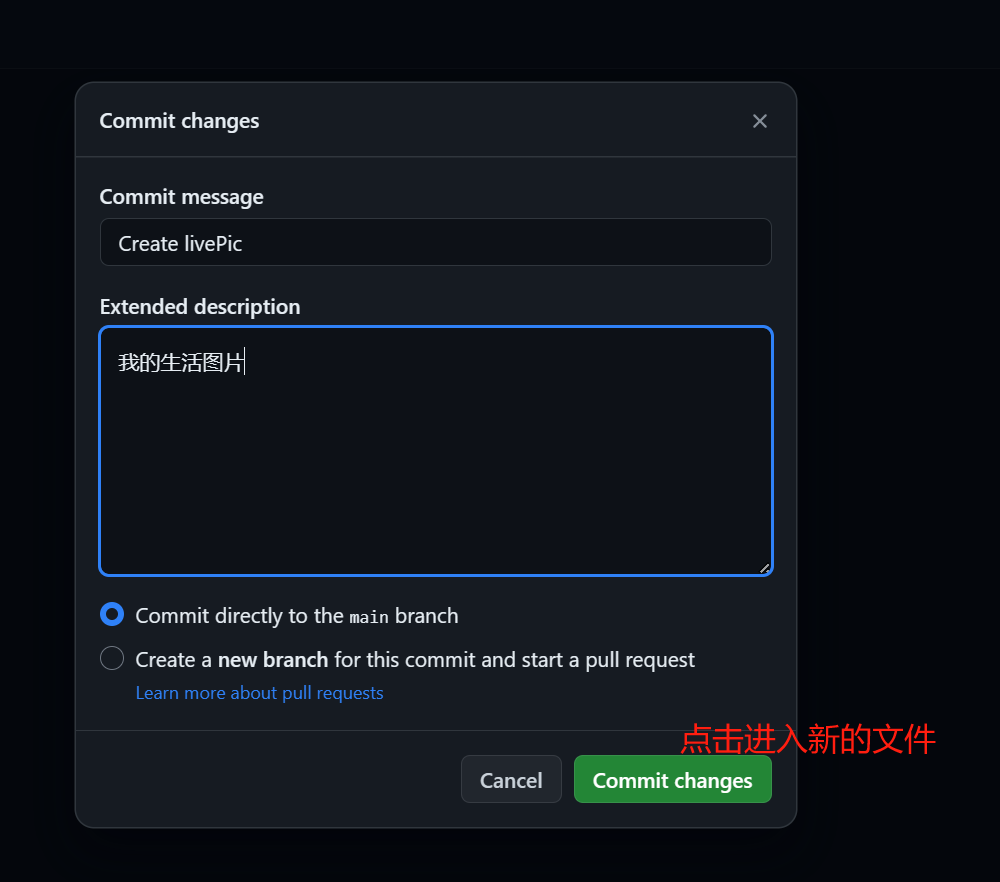 Commit changes
Commit message
Create livePic
Extended description
我的生活图片
Commit directly to the main branch
Create a new branch for this commit and start a pull request
Learn more about pull requests
点击进入新的文件
Cancel
Commit changes